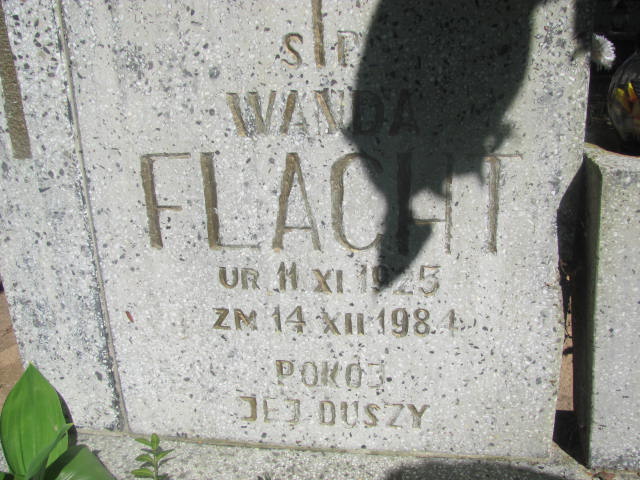 Ś P
WANDA
FLACHT
UR 11 XI 1925
ZM 14 XII 1984
POKÓJ
JEJ DUSZY